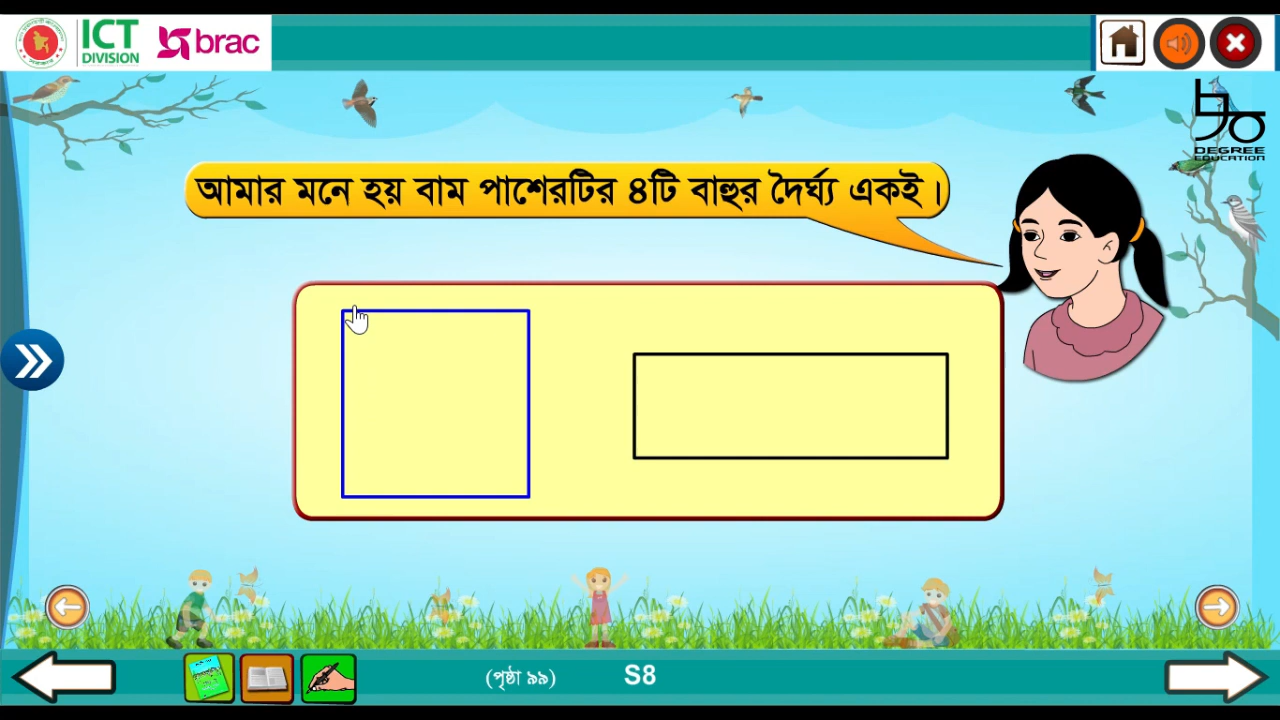 ICT
DIVISION
brac
DEGREE
EDUCATION
আমার মনে হয় বাম পাশেরটির ৪টি বাহুর দৈর্ঘ্য একই।
(পৃষ্ঠা ৯৯)
S8